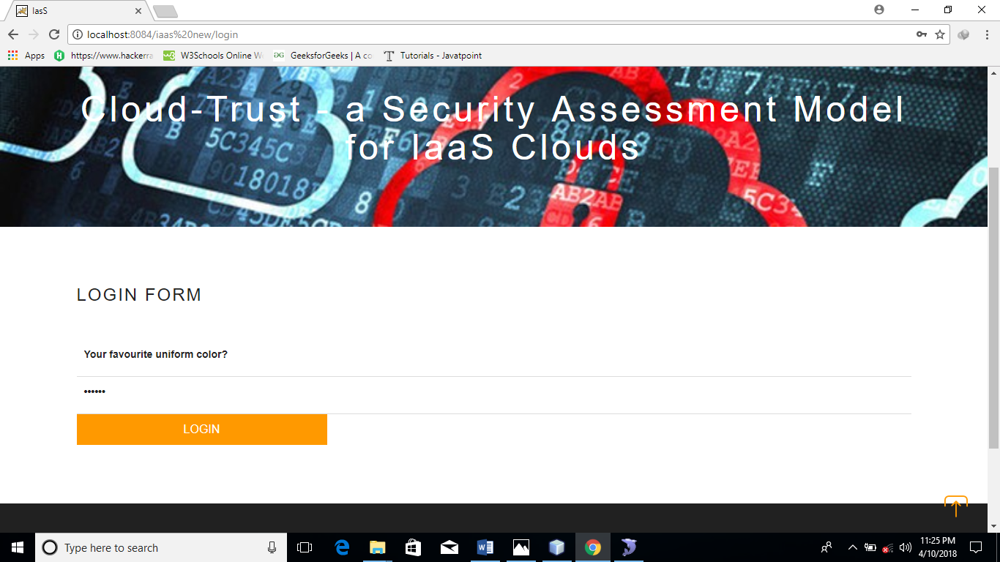 IasS
localhost:8084/iaas%20new/login
Apps
https://www.hackerra
W3Schools Online We
GeeksforGeeks | A co
Tutorials - Javatpoint
Cloud-Trust - a Security Assessment Model
for IaaS Clouds
LOGIN FORM
Your favourite uniform color?
••••••
LOGIN
Type here to search
11:25 PM
4/10/2018